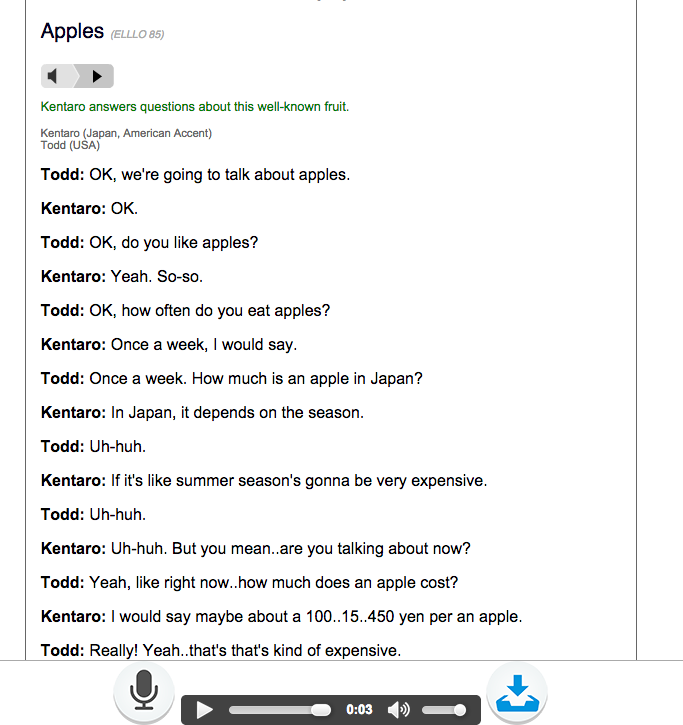 Apples (ELLLO 85)
Kentaro answers questions about this well-known fruit.
Kentaro (Japan, American Accent)
Todd (USA)
Todd: OK, we're going to talk about apples.
Kentaro: OK.
Todd: OK, do you like apples?
Kentaro: Yeah. So-so.
Todd: OK, how often do you eat apples?
Kentaro: Once a week, I would say.
Todd: Once a week. How much is an apple in Japan?
Kentaro: In Japan, it depends on the season.
Todd: Uh-huh.
Kentaro: If it's like summer season's gonna be very expensive.
Todd: Uh-huh.
Kentaro: Uh-huh. But you mean..are you talking about now?
Todd: Yeah, like right now..how much does an apple cost?
Kentaro: I would say maybe about a 100..15..450 yen per an apple.
Todd: Really! Yeah..that's that's kind of expensive.
0:03